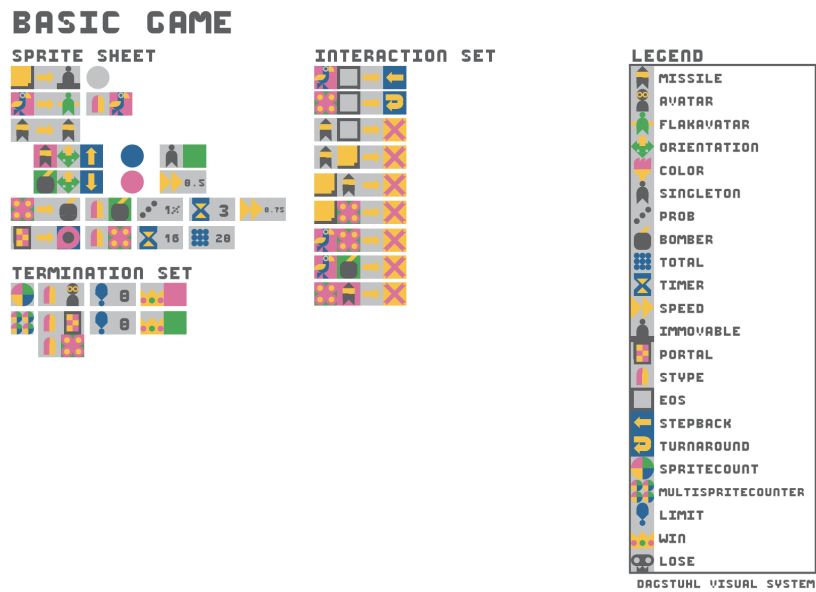 BASIC GAME
SPRITE SHEET
0.5
1%
3
0.75
16
20
TERMINATION SET
0
0
INTERACTION SET
LEGEND
MISSILE
AVATAR
FLAKAVATAR
ORIENTATION
COLOR
SINGLETON
PROB
BOMBER
TOTAL
TIMER
SPEED
IMMOVABLE
PORTAL
STYPE
EOS
STEPBACK
TURNAROUND
SPRITECOUNT
MULTISPRITECOUNTER
LIMIT
WIN
LOSE
DAGSTUHL VISUAL SYSTEM